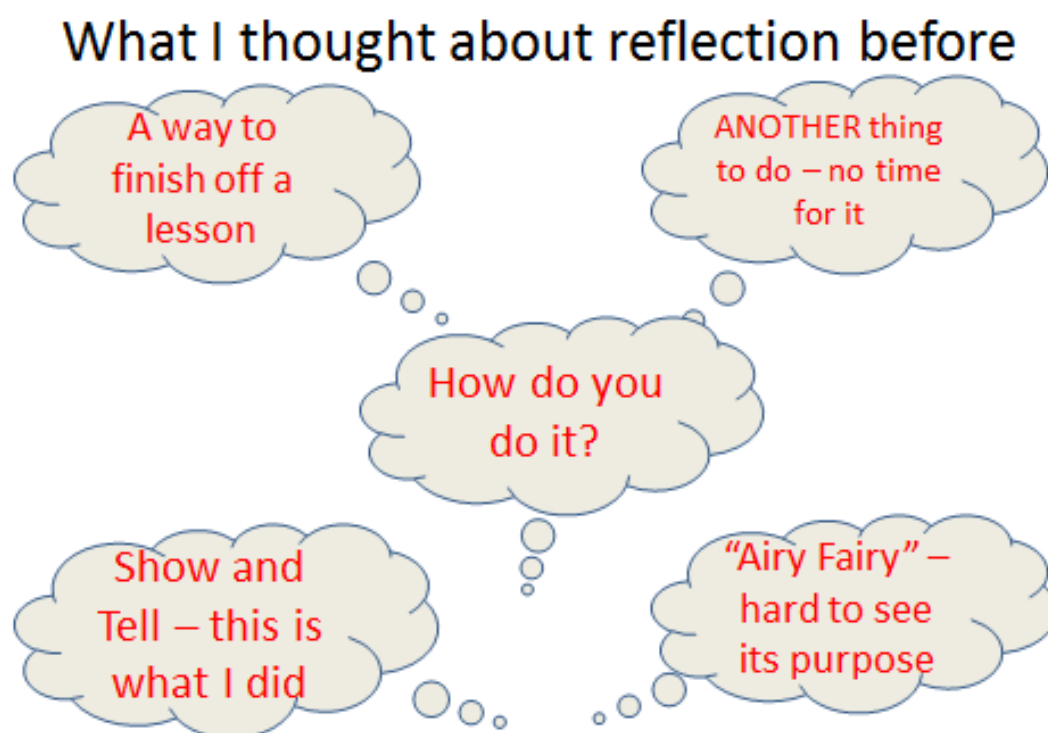 What I thought about reflection before
A way to
finish off a
lesson
ANOTHER thing
to do – no time
for it
How do you
do it?
Show and
Tell – this is
what I did
“Airy Fairy” –
hard to see
its purpose